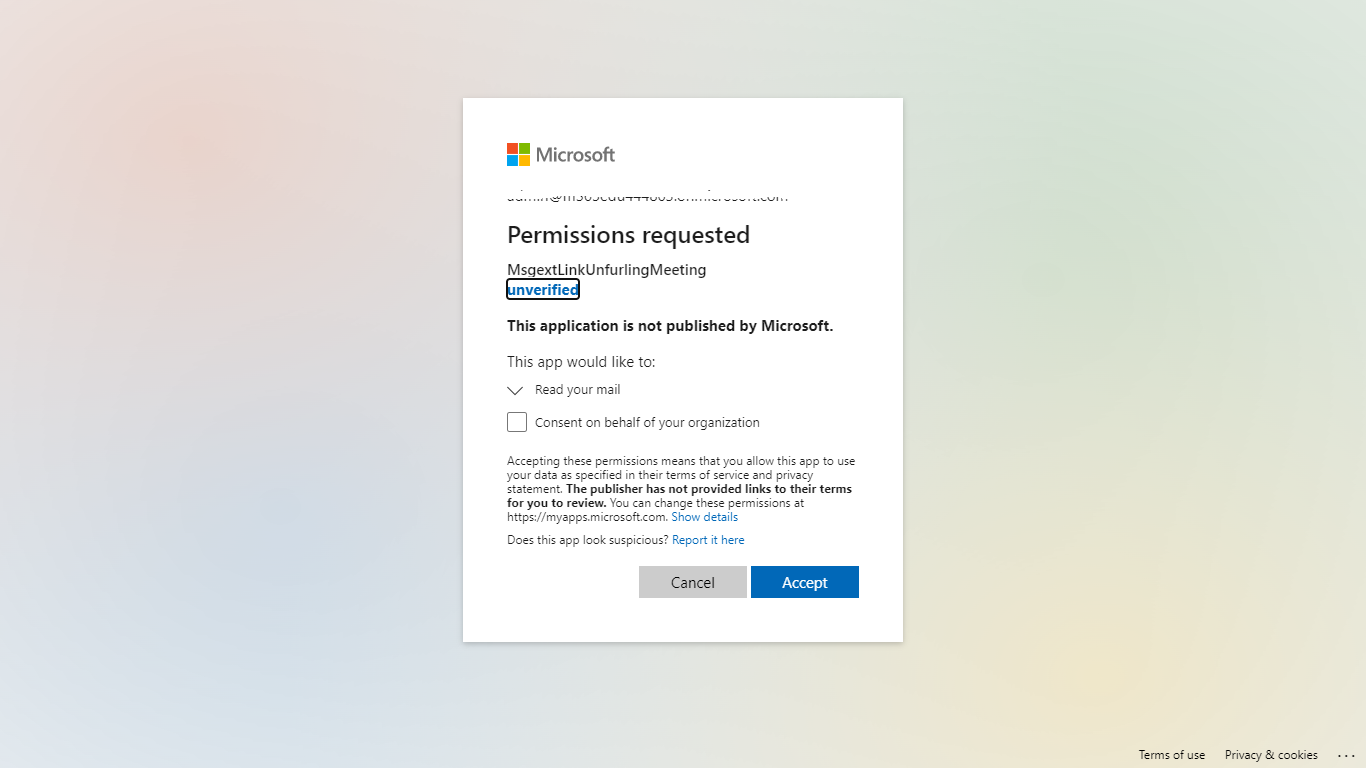 Microsoft
Permissions requested
MsgextLinkUnfurlingMeeting
unverified
This application is not published by Microsoft.
This app would like to:
Read your mail
Consent on behalf of your organization
Accepting these permissions means that you allow this app to use
your data as specified in their terms of service and privacy
statement. The publisher has not provided links to their terms
for you to review. You can change these permissions at
https://myapps.microsoft.com. Show details
Does this app look suspicious? Report it here
Cancel Accept
Terms of use Privacy & cookies ...